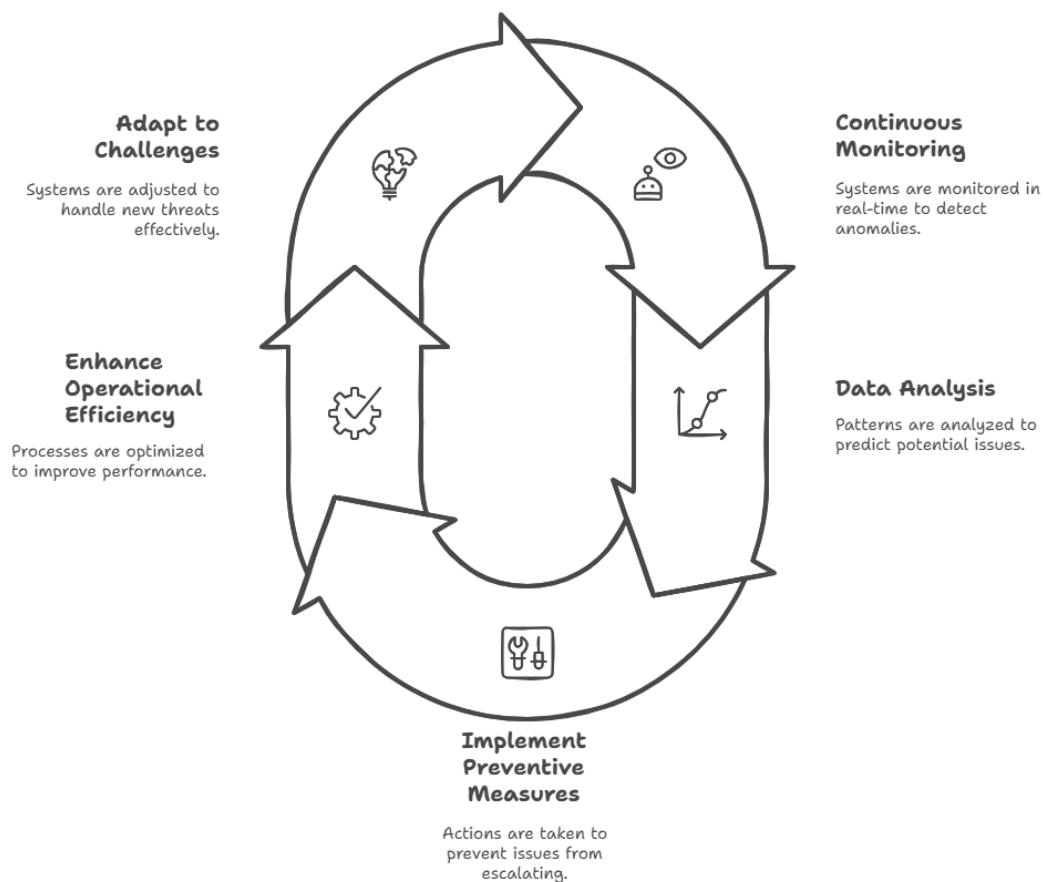 Adapt to
Challenges
Systems are adjusted to
handle new threats
effectively.
Continuous
Monitoring
Systems are monitored in
real-time to detect
anomalies.
Enhance
Operational
Efficiency
Processes are optimized
to improve performance.
Data Analysis
Patterns are analyzed to
predict potential issues.
Implement
Preventive
Measures
Actions are taken to
prevent issues from
escalating.